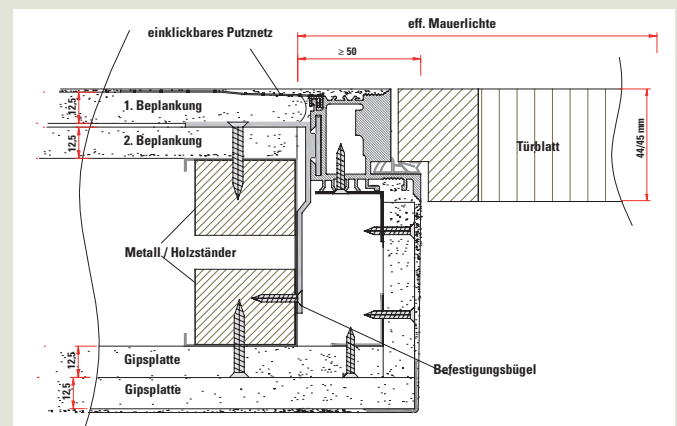 eff. Mauerlichte
einklickbares Putznetz
≥ 50
12,5
1. Beplankung
12,5
2. Beplankung
Türblatt
44/45 mm
Metall / Holzständer
12,5
Gipsplatte
Befestigungsbügel
12,5
Gipsplatte